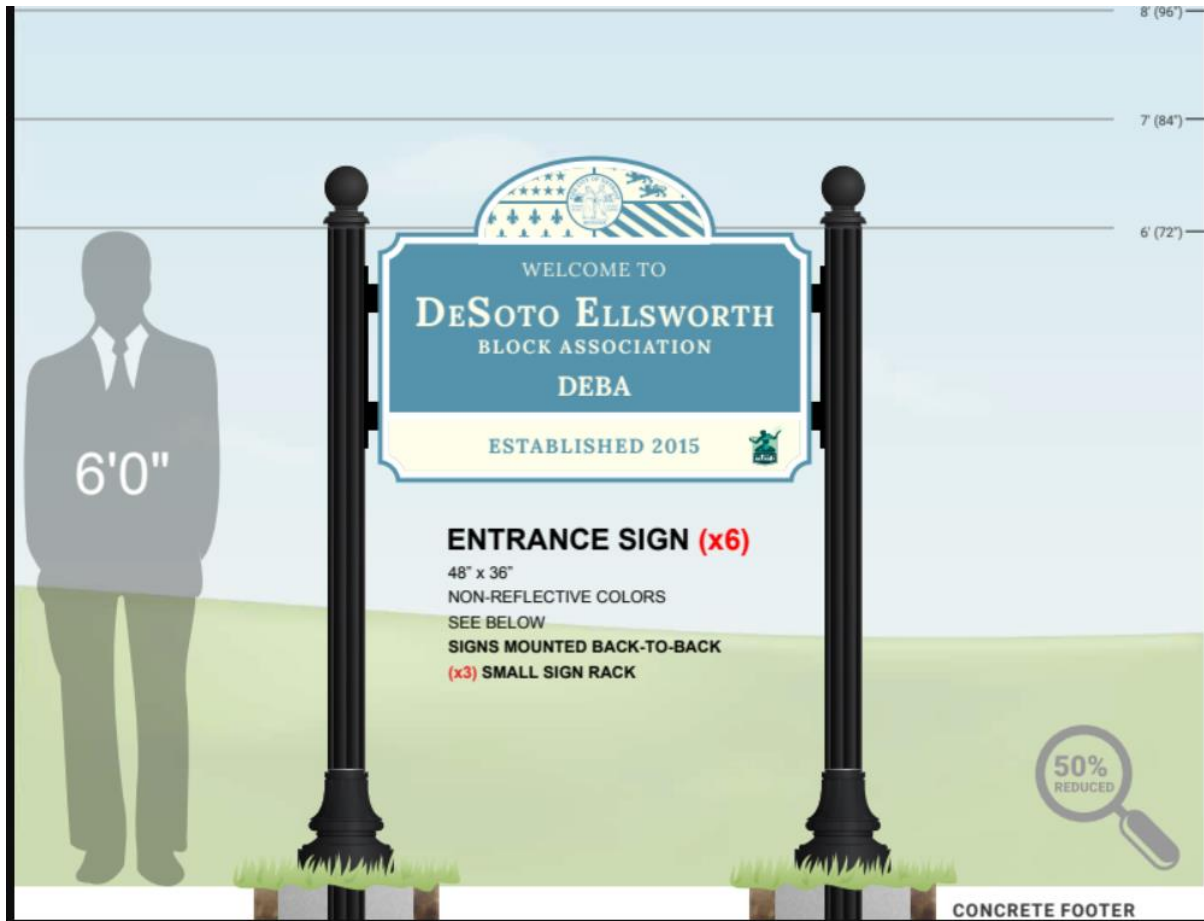 8' (96")
7' (84")
6' (72")
WELCOME TO
DESOTO ELLSWORTH
BLOCK ASSOCIATION
DEBA
ESTABLISHED 2015
6'0"
ENTRANCE SIGN (x6)
48" x 36"
NON-REFLECTIVE COLORS
SEE BELOW
SIGNS MOUNTED BACK-TO-BACK
(x3) SMALL SIGN RACK
50%
REDUCED
CONCRETE FOOTER